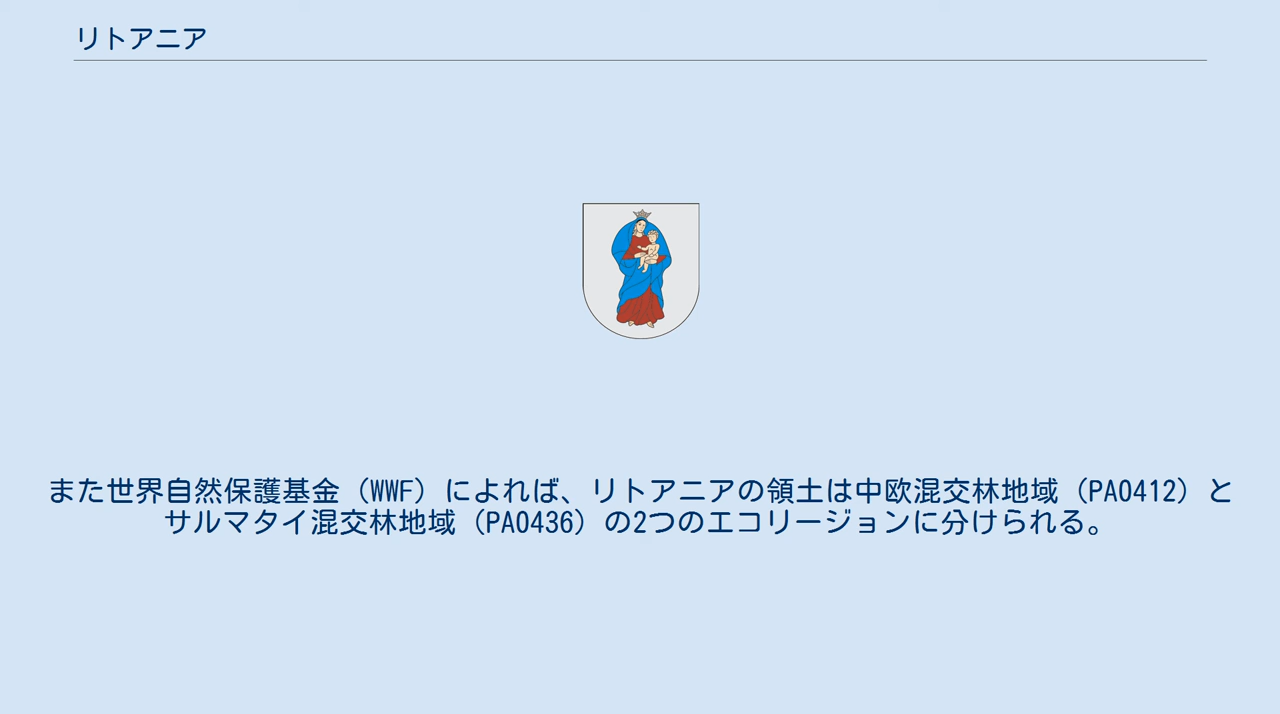 リトアニア
また世界自然保護基金（WWF）によれば、リトアニアの領土は中欧混交林地域（PA0412）と
サルマタイ混交林地域（PA0436）の2つのエコリージョンに分けられる。